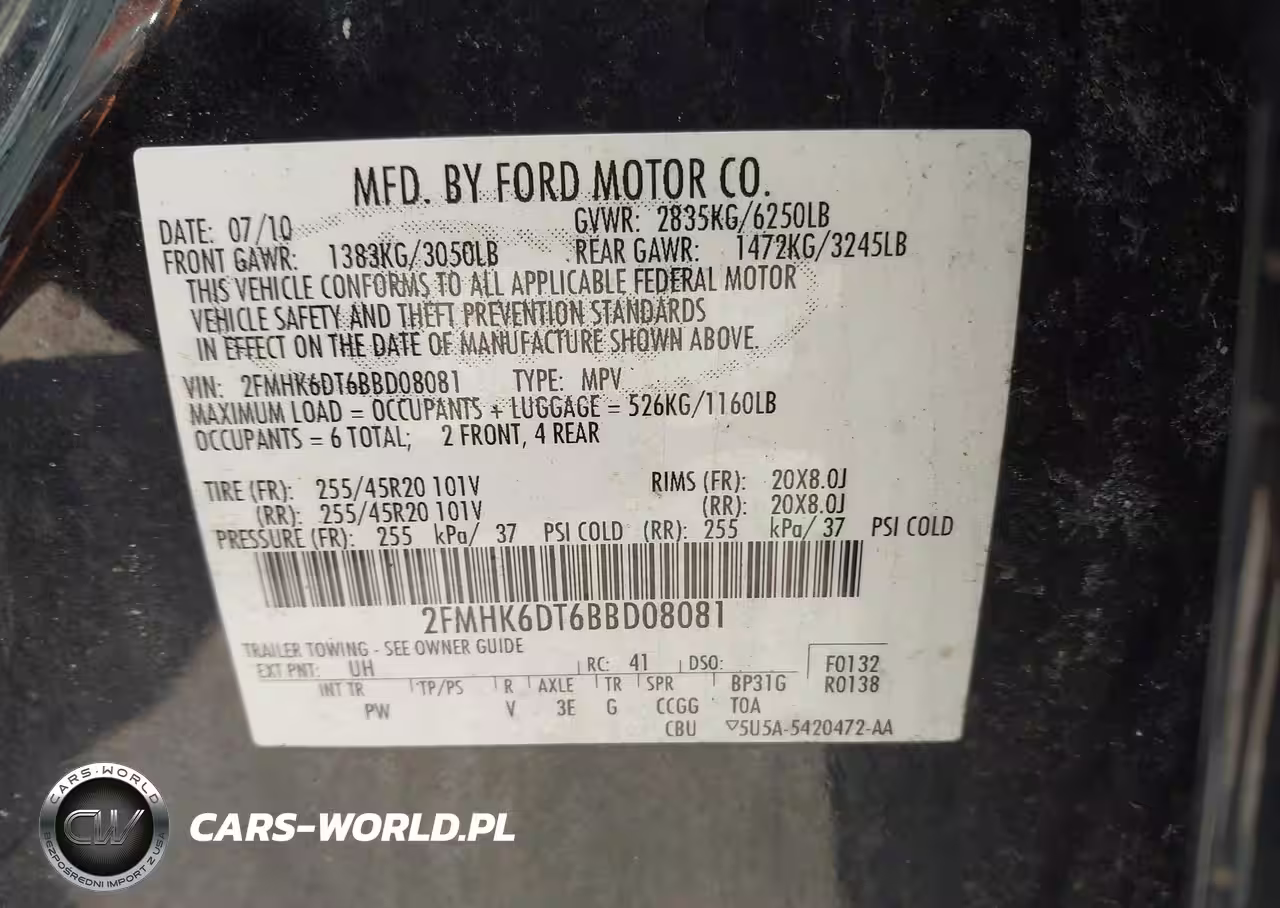 MFD. BY FORD MOTOR CO.
DATE: 07/10 GVWR: 2835KG/6250LB
FRONT GAWR: 1383KG/3050LB REAR GAWR: 1472KG/3245LB
THIS VEHICLE CONFORMS TO ALL APPLICABLE FEDERAL MOTOR
VEHICLE SAFETY AND THEFT PREVENTION STANDARDS
IN EFFECT ON THE DATE OF MANUFACTURE SHOWN ABOVE.
VIN: 2FMHK6DT6BBD08081 TYPE: MPV
MAXIMUM LOAD = OCCUPANTS + LUGGAGE = 526KG/1160LB
OCCUPANTS = 6 TOTAL; 2 FRONT, 4 REAR
TIRE (FR): 255/45R20 101V RIMS (FR): 20X8.0J
(RR): 255/45R20 101V (RR): 20X8.0J
PRESSURE (FR): 255 kPa/ 37 PSI COLD (RR): 255 kPa/ 37 PSI COLD
2FMHK6DT6BBD08081
TRAILER TOWING - SEE OWNER GUIDE
EXT PNT: UH RC: 41 DSO: F0132
INT TR TP/PS R AXLE TR SPR BP31G R0138
PW V 3E G CCGG TOA
CBU ▽5U5A-5420472-AA
CARS-WORLD
CW
BEZPOŚREDNI IMPORT Z USA
CARS-WORLD.PL